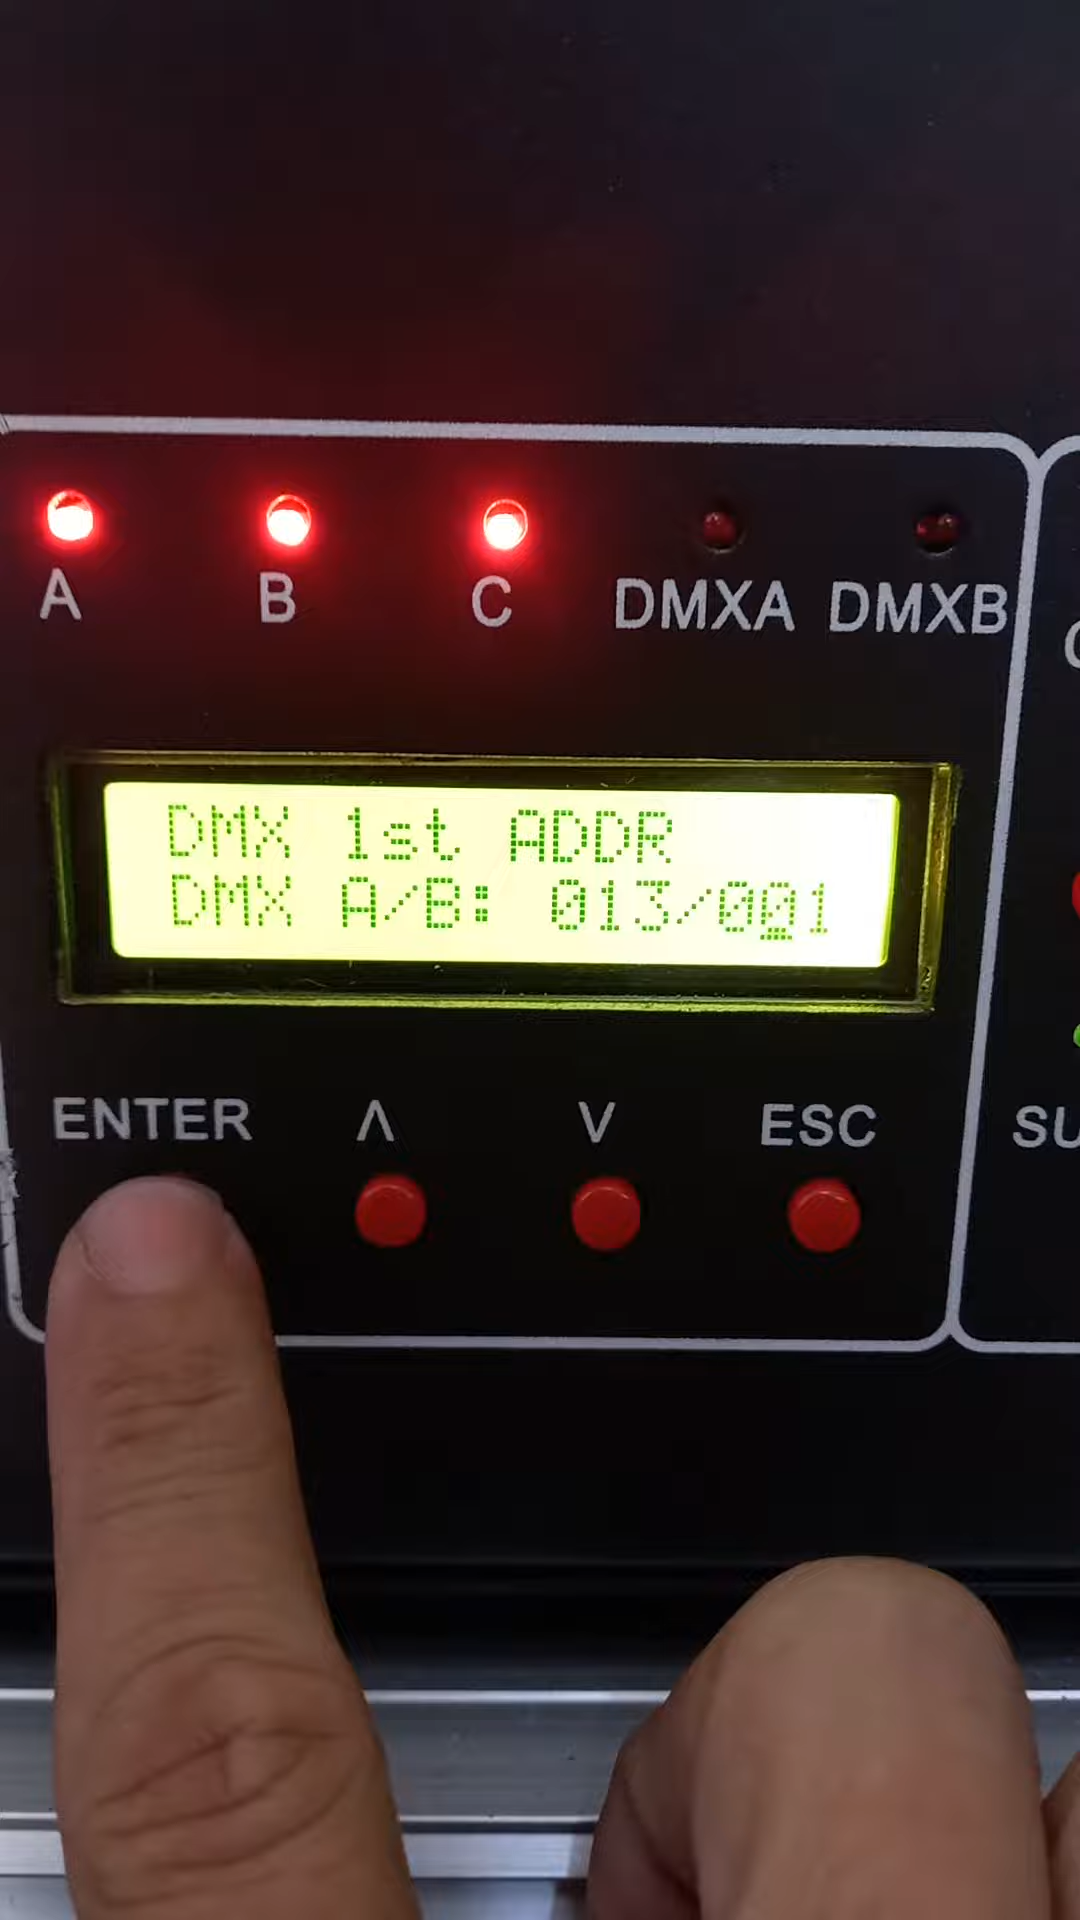 A B C DMXA DMXB
DMX 1st ADDR
DMX A/B: 013/001
ENTER Λ V ESC